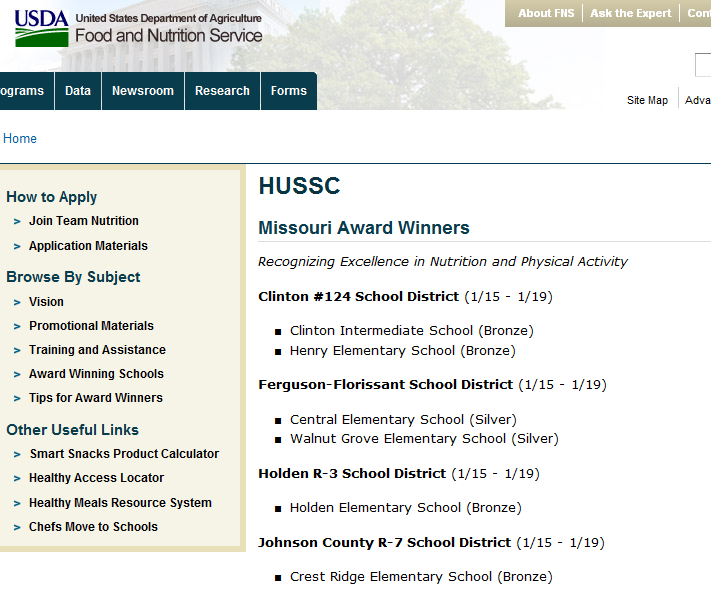 USDA United States Department of Agriculture
Food and Nutrition Service
About FNS Ask the Expert
ograms Data Newsroom Research Forms
Site Map
Home
How to Apply
> Join Team Nutrition
> Application Materials
Browse By Subject
> Vision
> Promotional Materials
> Training and Assistance
> Award Winning Schools
> Tips for Award Winners
Other Useful Links
> Smart Snacks Product Calculator
> Healthy Access Locator
> Healthy Meals Resource System
> Chefs Move to Schools
HUSSC
Missouri Award Winners
Recognizing Excellence in Nutrition and Physical Activity
Clinton #124 School District (1/15 - 1/19)
■ Clinton Intermediate School (Bronze)
■ Henry Elementary School (Bronze)
Ferguson-Florissant School District (1/15 - 1/19)
■ Central Elementary School (Silver)
■ Walnut Grove Elementary School (Silver)
Holden R-3 School District (1/15 - 1/19)
■ Holden Elementary School (Bronze)
Johnson County R-7 School District (1/15 - 1/19)
■ Crest Ridge Elementary School (Bronze)